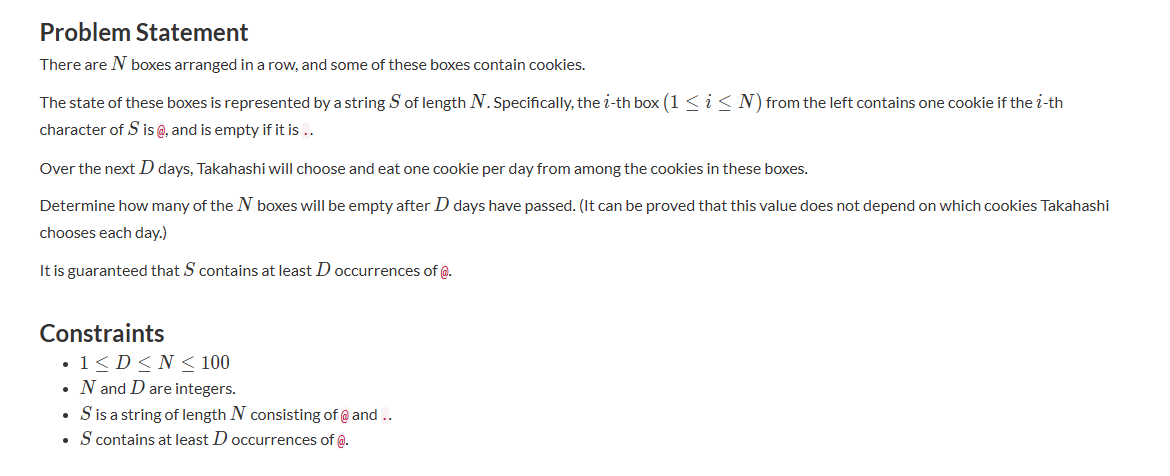 Problem Statement
There are N boxes arranged in a row, and some of these boxes contain cookies.
The state of these boxes is represented by a string S of length N. Specifically, the i-th box (1 ≤ i ≤ N) from the left contains one cookie if the i-th
character of S is @, and is empty if it is ..
Over the next D days, Takahashi will choose and eat one cookie per day from among the cookies in these boxes.
Determine how many of the N boxes will be empty after D days have passed. (It can be proved that this value does not depend on which cookies Takahashi
chooses each day.)
It is guaranteed that S contains at least D occurrences of @.
Constraints
• 1 ≤ D ≤ N ≤ 100
• N and D are integers.
• S is a string of length N consisting of @ and ..
• S contains at least D occurrences of @.